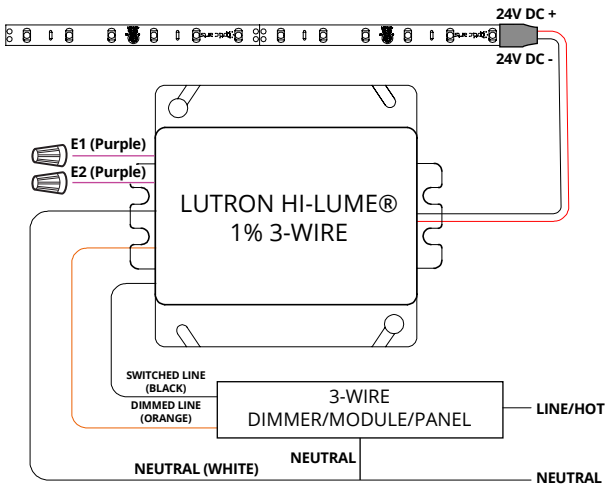 24V DC +
24V DC -
E1 (Purple)
E2 (Purple)
LUTRON HI-LUME®
1% 3-WIRE
SWITCHED LINE
(BLACK)
DIMMED LINE
(ORANGE)
3-WIRE
DIMMER/MODULE/PANEL
LINE/HOT
NEUTRAL
NEUTRAL (WHITE)
NEUTRAL